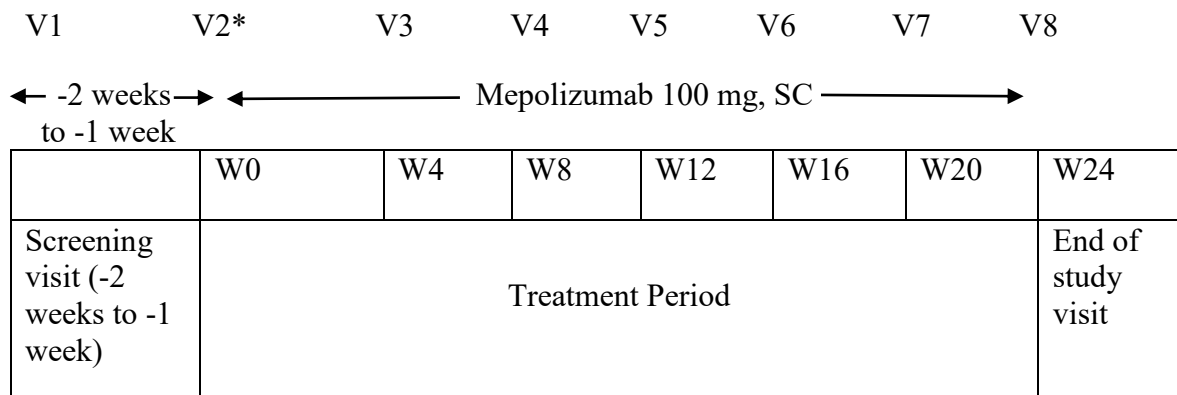 V1 V2* V3 V4 V5 V6 V7 V8
-2 weeks
to -1 week
Mepolizumab 100 mg, SC
W0 W4 W8 W12 W16 W20 W24
Screening
visit (-2
weeks to -1
week)
Treatment Period
End of
study
visit